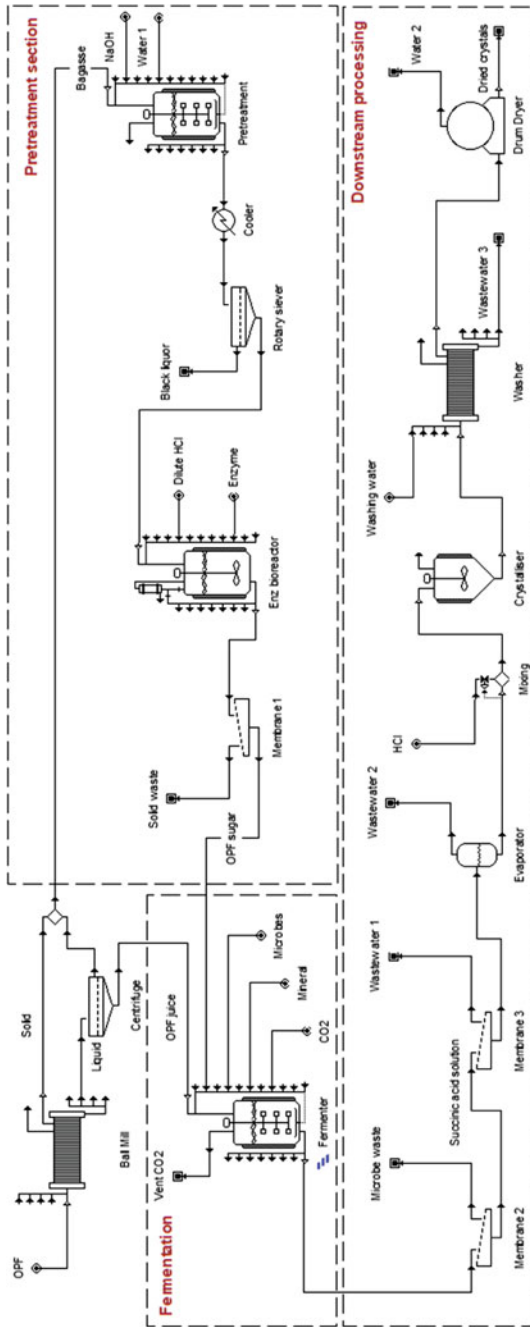 OPF
Ball Mill
Solid
Liquid
Centrifuge
Bagasse
Pretreatment section
NaOH
Water 1
Pretreatment
Cooler
Rotary siever
Black liquor
Dilute HCl
Enzyme
Enz bioreactor
Membrane 1
Solid waste
OPF sugar
Fermentation
OPF juice
Microbes
Mineral
CO2
Vent CO2
Fermenter
Downstream processing
Microbe waste
Membrane 2
Succinic acid solution
Wastewater 1
Membrane 3
Wastewater 2
Evaporator
HCl
Mixing
Crystaliser
Washing water
Washer
Wastewater 3
Water 2
Dried crystals
Drum Dryer